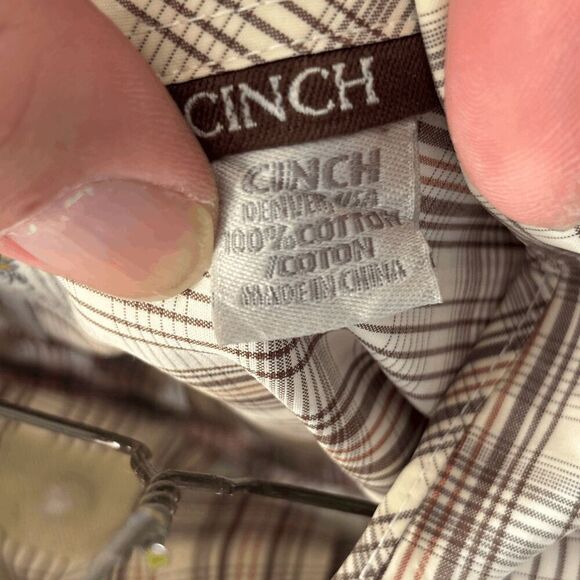 CINCH
CINCH
DENVER USA
100% COTTON
/COTON
MADE IN CHINA